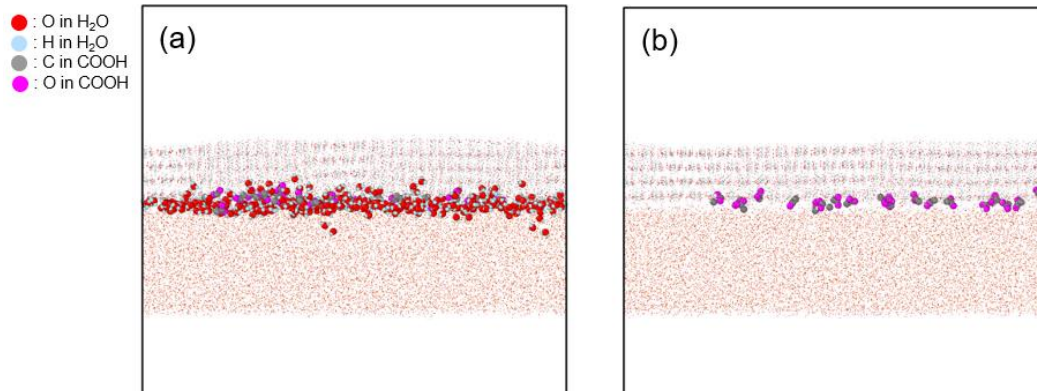 : O in H₂O
: H in H₂O
: C in COOH
: O in COOH
(a)
(b)